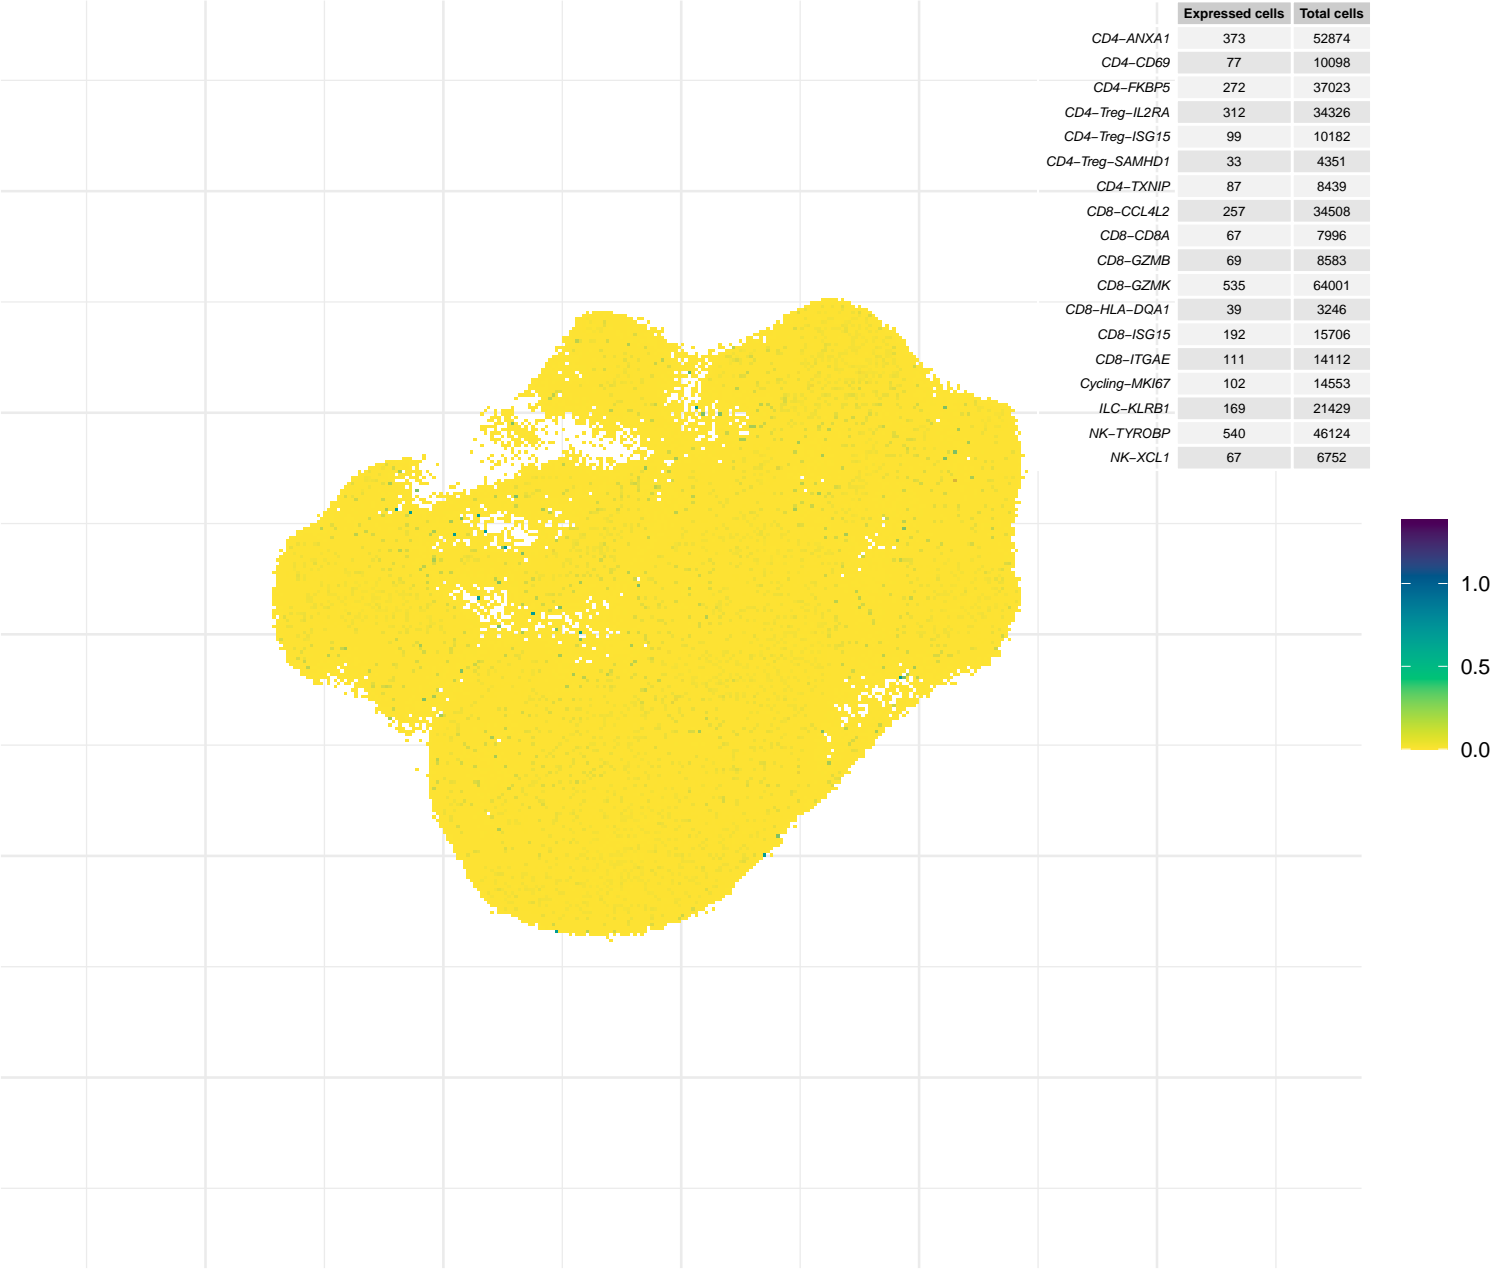 Expressed cells Total cells
CD4−ANXA1 373 52874
CD4−CD69 77 10098
CD4−FKBP5 272 37023
CD4−Treg−IL2RA 312 34326
CD4−Treg−ISG15 99 10182
CD4−Treg−SAMHD1 33 4351
CD4−TXNIP 87 8439
CD8−CCL4L2 257 34508
CD8−CD8A 67 7996
CD8−GZMB 69 8583
CD8−GZMK 535 64001
CD8−HLA−DQA1 39 3246
CD8−ISG15 192 15706
CD8−ITGAE 111 14112
Cycling−MKI67 102 14553
ILC−KLRB1 169 21429
NK−TYROBP 540 46124
NK−XCL1 67 6752
1.0
0.5
0.0